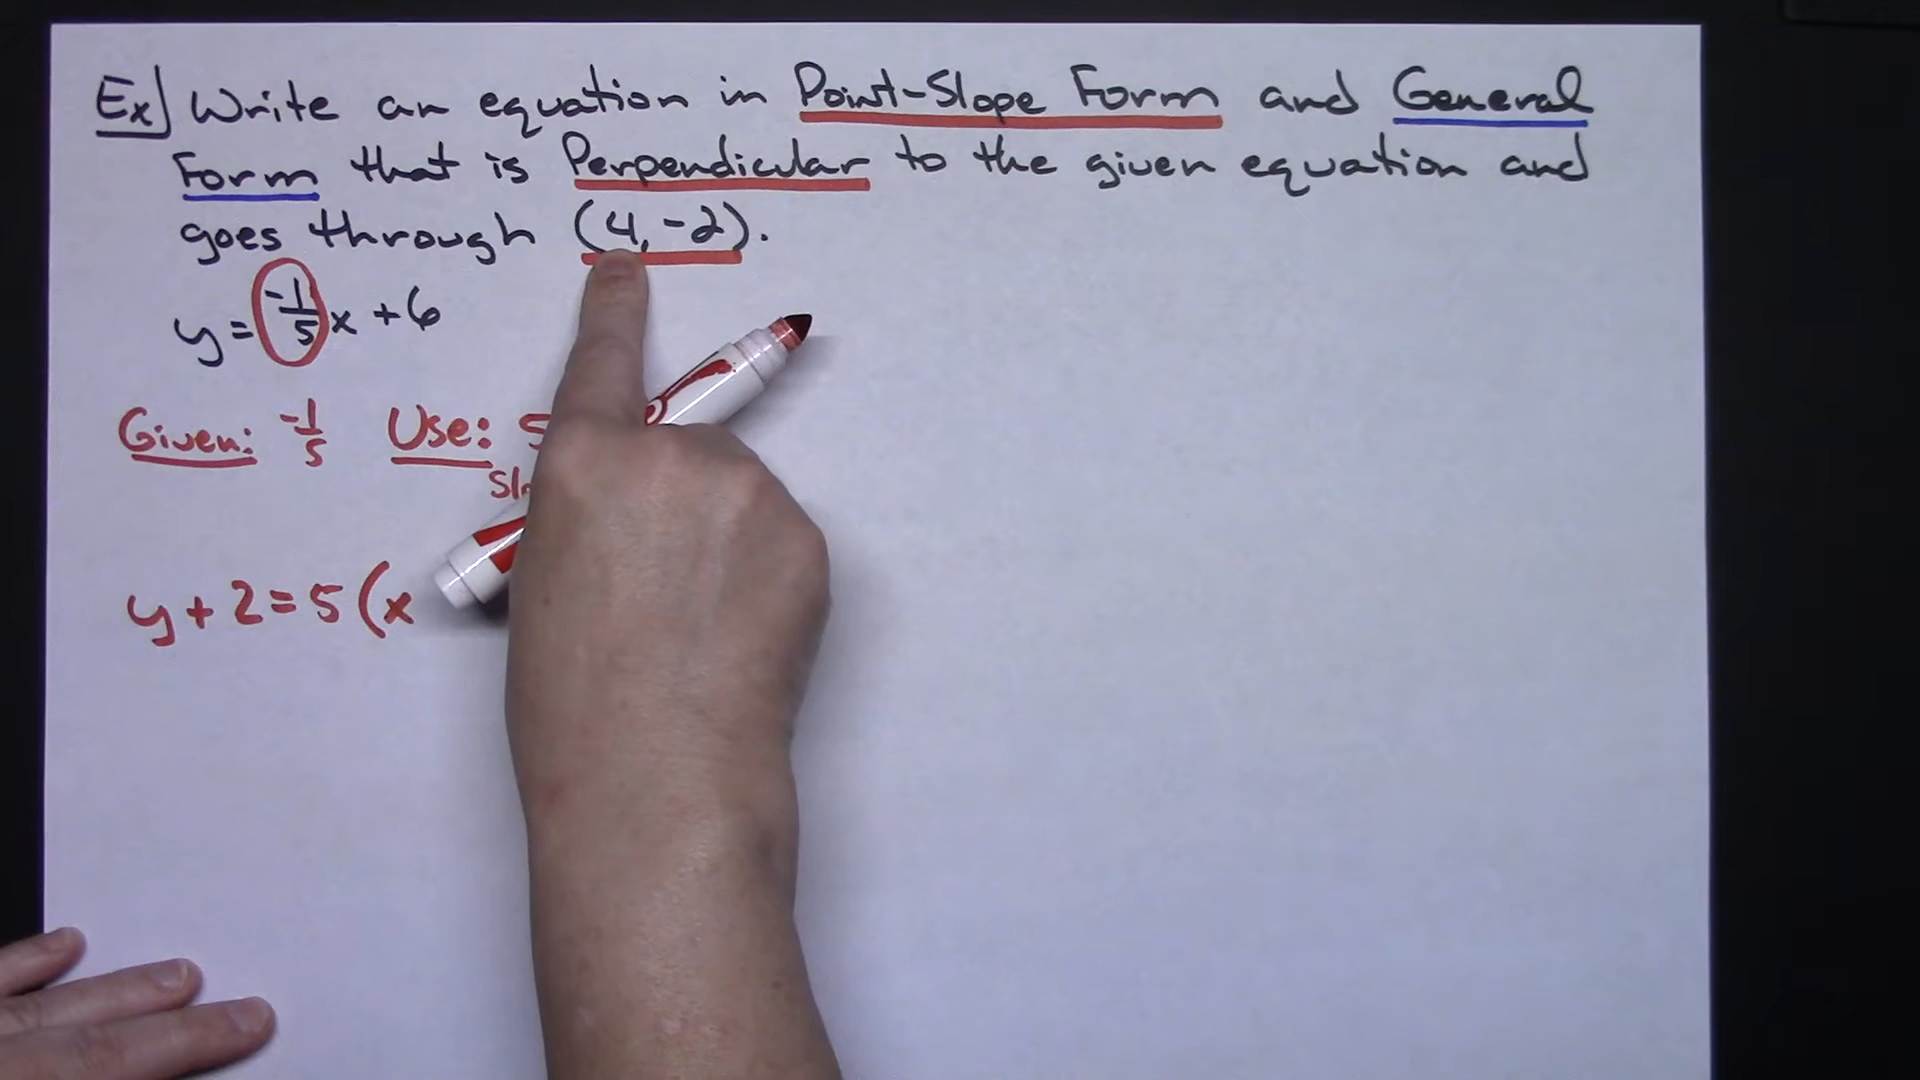 Ex] Write an equation in Point-Slope Form and General
Form that is Perpendicular to the given equation and
goes through (4,-2).
y = -1/5 x + 6
Given: -1/5 Use: 5
y + 2 = 5 (x